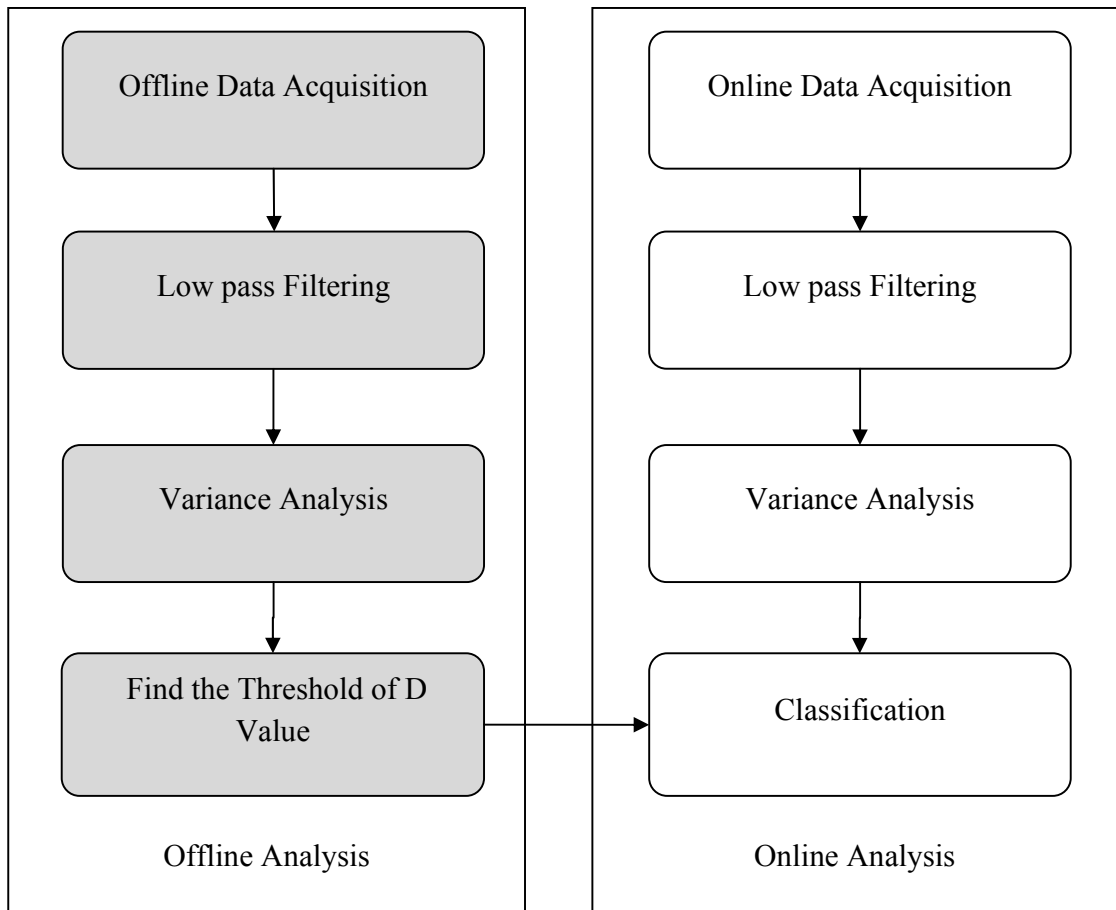 Offline Data Acquisition
Low pass Filtering
Variance Analysis
Find the Threshold of D
Value
Offline Analysis
Online Data Acquisition
Low pass Filtering
Variance Analysis
Classification
Online Analysis